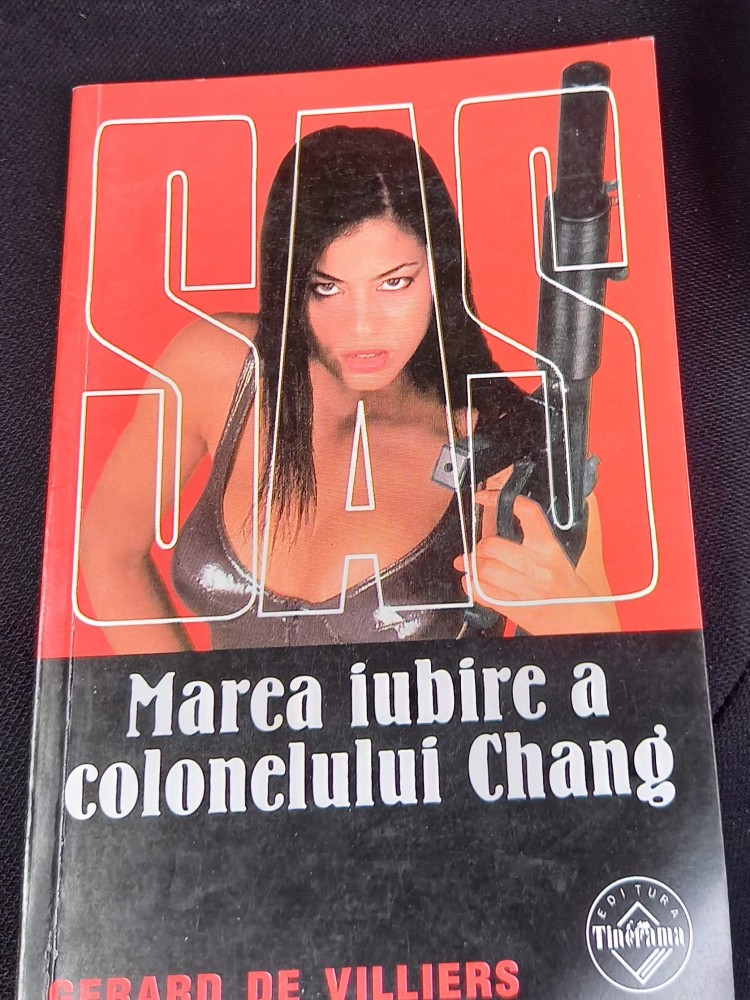 SAS
Marea iubire a
colonelului Chang
EDITURA
Tinerama
GERARD DE VILLIERS